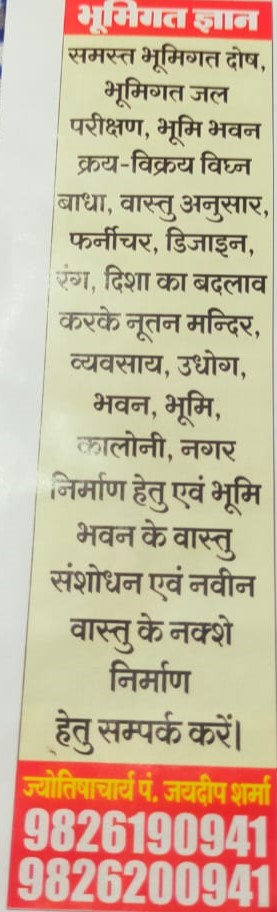 भूमिगत ज्ञान
समस्त भूमिगत दोष,
भूमिगत जल
परीक्षण, भूमि भवन
क्रय-विक्रय विघ्न
बाधा, वास्तु अनुसार,
फर्नीचर, डिजाइन,
रंग, दिशा का बदलाव
करके नूतन मन्दिर,
व्यवसाय, उधोग,
भवन, भूमि,
कालोनी, नगर
निर्माण हेतु एवं भूमि
भवन के वास्तु
संशोधन एवं नवीन
वास्तु के नक्शे
निर्माण
हेतु सम्पर्क करें।
ज्योतिषाचार्य पं. जयदीप शर्मा
9826190941
9826200941